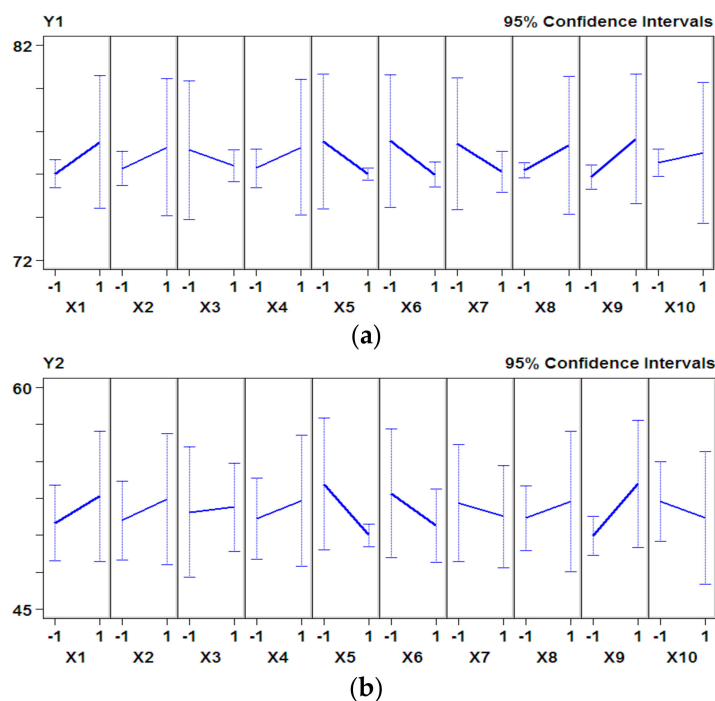 Y1 95% Confidence Intervals
82
72
-1 1 -1 1 -1 1 -1 1 -1 1 -1 1 -1 1 -1 1 -1 1 -1 1
X1 X2 X3 X4 X5 X6 X7 X8 X9 X10
(a)
Y2 95% Confidence Intervals
60
45
-1 1 -1 1 -1 1 -1 1 -1 1 -1 1 -1 1 -1 1 -1 1 -1 1
X1 X2 X3 X4 X5 X6 X7 X8 X9 X10
(b)